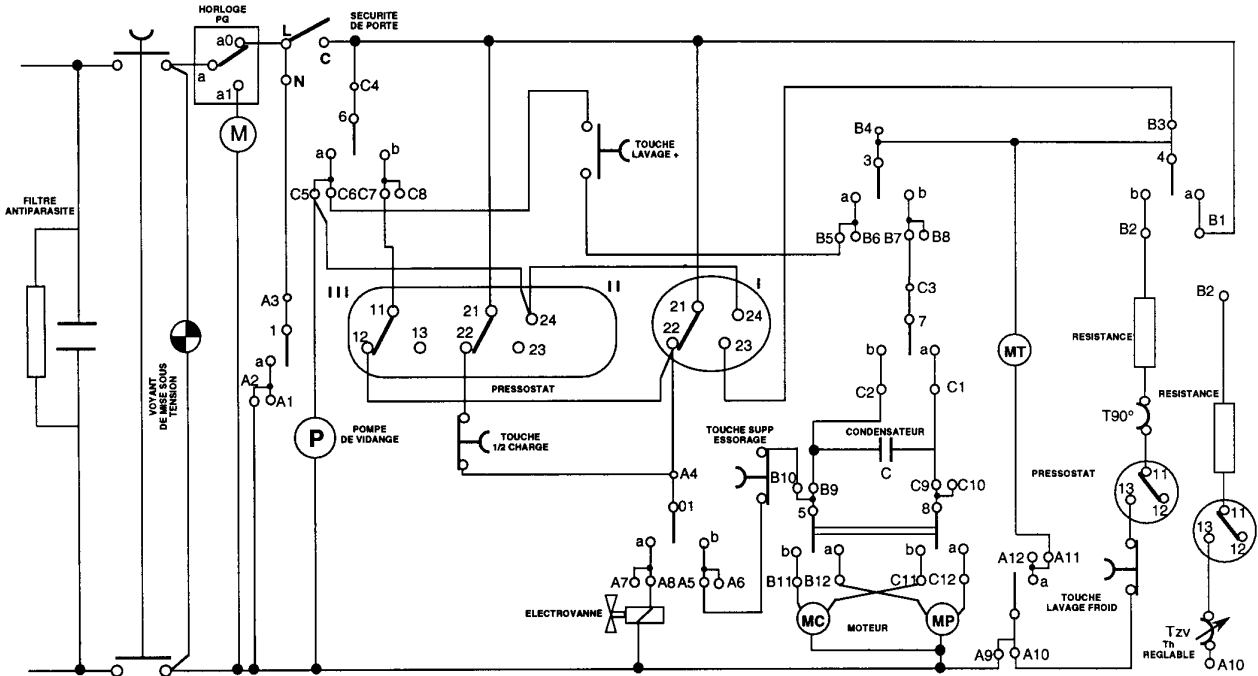 HORLOGE
PG
a0
a
a1
M
L
N
C
SECURITE
DE PORTE
C4
6
a
b
C5
C6
C7
C8
TOUCHE
LAVAGE +
B4
3
a
b
B5
B6
B7
B8
B3
4
b
a
B2
B1
FILTRE
ANTIPARASITE
VOYANT
DE MISE SOUS
TENSION
A3
1
a
A2
A1
III
II
I
11
12
13
21
22
24
23
PRESSOSTAT
21
22
24
23
C3
7
b
a
C2
C1
MT
B2
RESISTANCE
RESISTANCE
T90°
P
POMPE
DE VIDANGE
TOUCHE
1/2 CHARGE
TOUCHE SUPP
ESSORAGE
CONDENSATEUR
C
PRESSOSTAT
11
13
12
11
13
12
A4
01
B10
B9
5
C9
C10
8
a
b
A7
A8
A5
A6
b
a
b
a
B11
B12
C11
C12
A12
A11
a
TOUCHE
LAVAGE FROID
ELECTROVANNE
MC
MOTEUR
MP
A9
A10
Tzv
Th
REGLABLE
A10